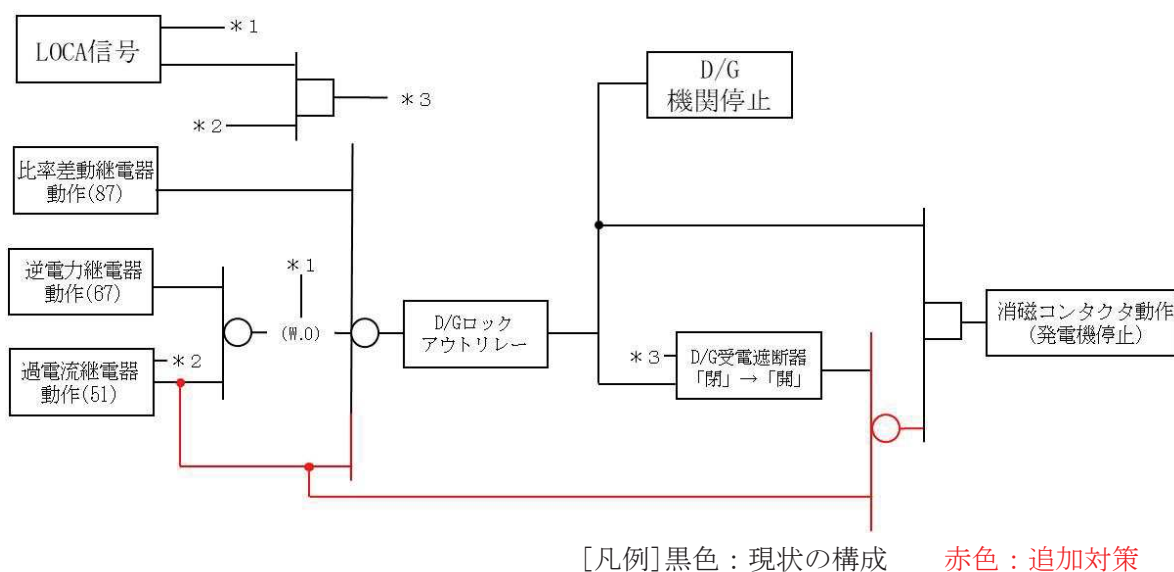 LOCA信号
*1
*2
*3
D/G
機関停止
比率差動継電器
動作(87)
逆電力継電器
動作(67)
*1
(W.O)
D/Gロック
アウトリレー
過電流継電器
動作(51)
*2
*3
D/G受電遮断器
「閉」→「開」
消磁コンタクタ動作
(発電機停止)
[凡例]黒色：現状の構成 赤色：追加対策